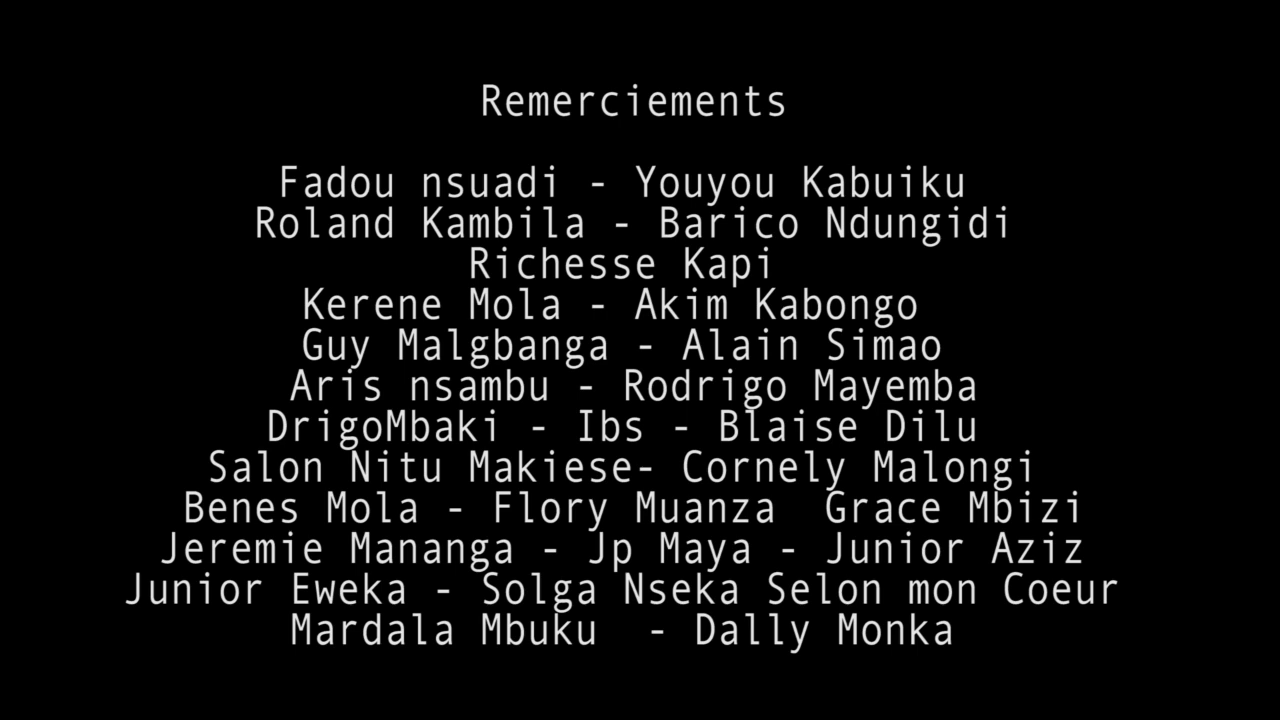 Remerciements
Fadou nsuadi - Youyou Kabuiku
Roland Kambila - Barico Ndungidi
Richesse Kapi
Kerene Mola - Akim Kabongo
Guy Malgbanga - Alain Simao
Aris nsambu - Rodrigo Mayemba
DrigoMbaki - Ibs - Blaise Dilu
Salon Nitu Makiese- Cornely Malongi
Benes Mola - Flory Muanza  Grace Mbizi
Jeremie Mananga - Jp Maya - Junior Aziz
Junior Eweka - Solga Nseka Selon mon Coeur
Mardala Mbuku  - Dally Monka